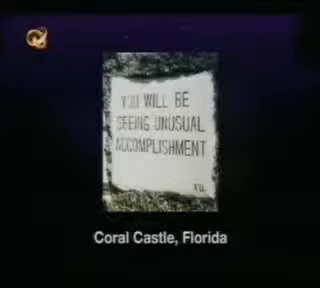 YOU WILL BE
SEEING UNUSUAL
ACCOMPLISHMENT
E.L.
Coral Castle, Florida